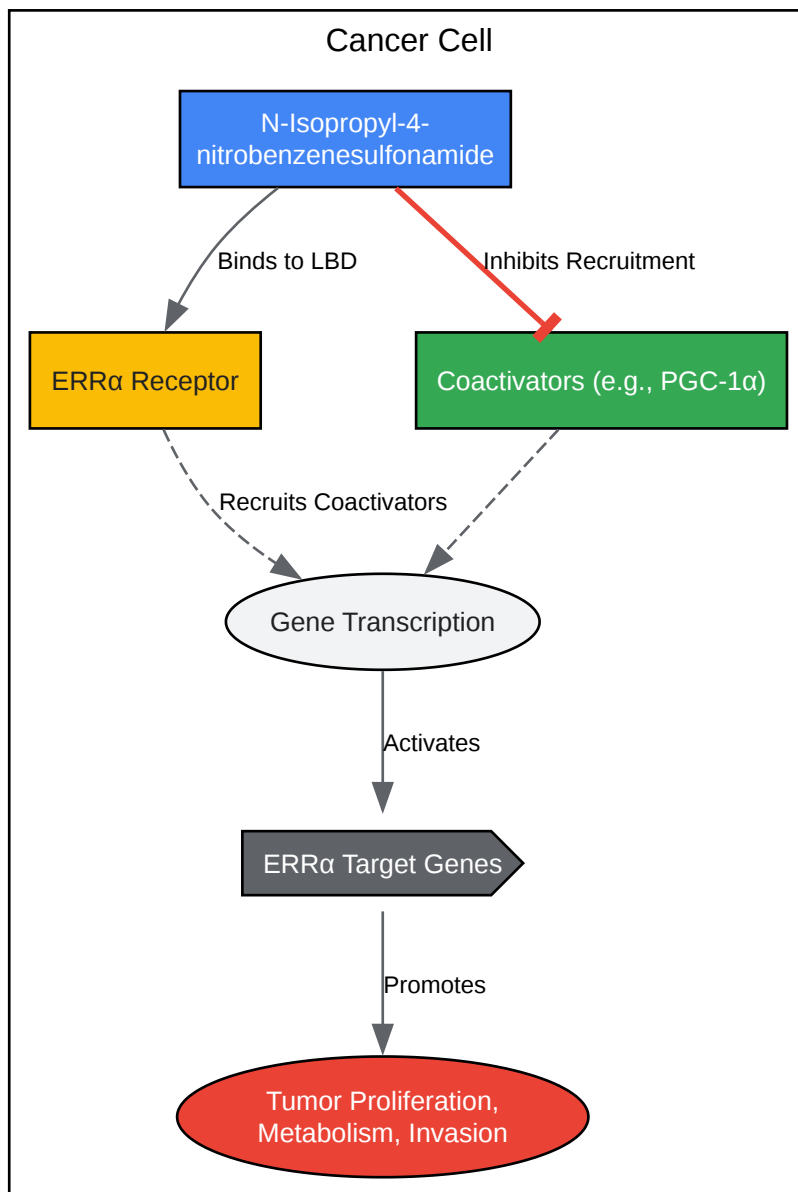 Cancer Cell
N-Isopropyl-4-
nitrobenzenesulfonamide
Binds to LBD
Inhibits Recruitment
ERRα Receptor
Coactivators (e.g., PGC-1α)
Recruits Coactivators
Gene Transcription
Activates
ERRα Target Genes
Promotes
Tumor Proliferation,
Metabolism, Invasion